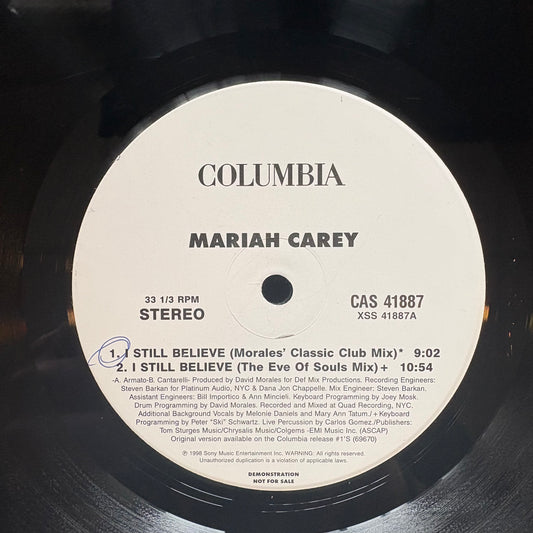 COLUMBIA
MARIAH CAREY
33 1/3 RPM
STEREO
CAS 41887
XSS 41887A
1. I STILL BELIEVE (Morales' Classic Club Mix)* 9:02
2. I STILL BELIEVE (The Eve Of Souls Mix)+ 10:54
-A. Armato-B. Cantarelli- Produced by David Morales for Def Mix Productions. Recording Engineers:
Steven Barkan for Platinum Audio, NYC & Dana Jon Chappelle. Mix Engineer: Steven Barkan.
Assistant Engineers: Bill Importico & Ann Mincieli. Keyboard Programming by Joey Mosk.
Drum Programming by David Morales. Recorded and Mixed at Quad Recording, NYC.
Additional Background Vocals by Melonie Daniels and Mary Ann Tatum./+Keyboard
Programming by Peter "Ski" Schwartz. Live Percussion by Carlos Gomez./Publishers:
Tom Sturges Music/Chrysalis Music/Colgems -EMI Music Inc. (ASCAP)
Original version available on the Columbia release #1'S (69670)
℗ 1998 Sony Music Entertainment Inc. WARNING: All rights reserved.
Unauthorized duplication is a violation of applicable laws.
DEMONSTRATION
NOT FOR SALE